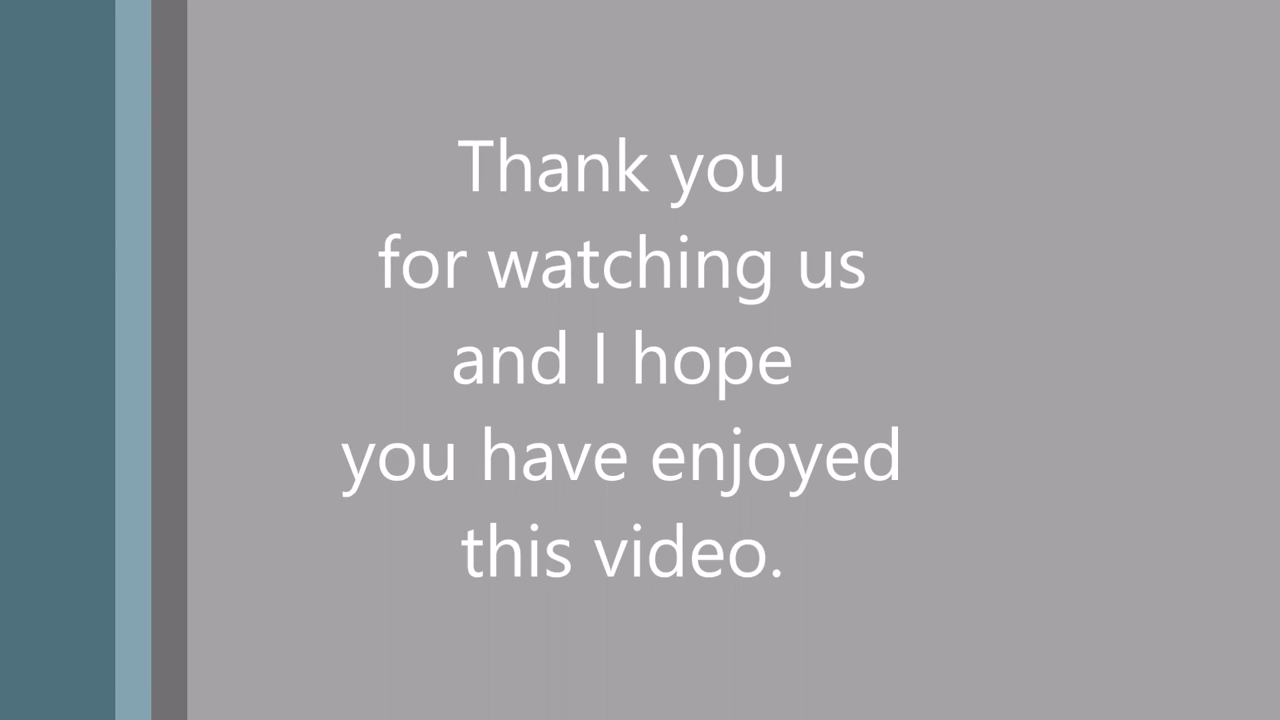 Thank you
for watching us
and I hope
you have enjoyed
this video.